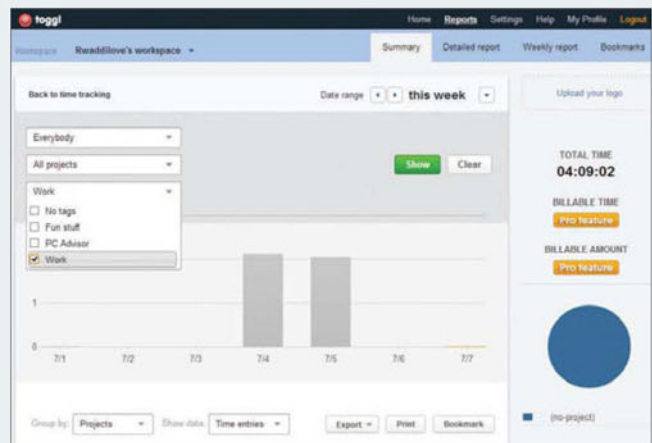 toggl
Home Reports Settings Help My Profile Logout
Workspace Rwaddilove's workspace
Summary Detailed report Weekly report Bookmarks
Back to time tracking
Date range this week
Upload your logo
Everybody
All projects
Show Clear
Work
No tags
Fun stuff
PC Advisor
Work
TOTAL TIME
04:09:02
BILLABLE TIME
Pro feature
BILLABLE AMOUNT
Pro feature
1
0
7/1 7/2 7/3 7/4 7/5 7/6 7/7
Group by: Projects Show data: Time entries Export Print Bookmark
(no-project)